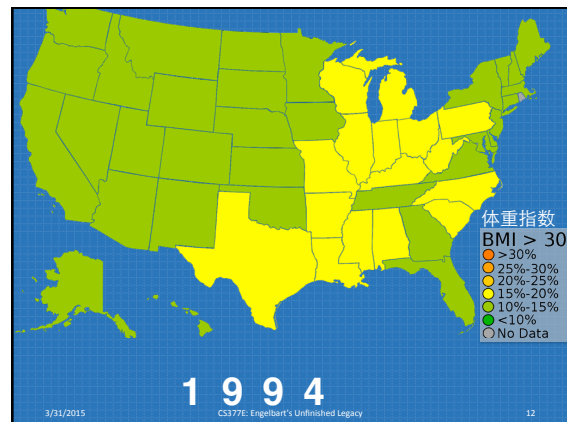 体重指数
BMI > 30
>30%
25%-30%
20%-25%
15%-20%
10%-15%
<10%
No Data
1994
3/31/2015
CS377E: Engelbart's Unfinished Legacy
12